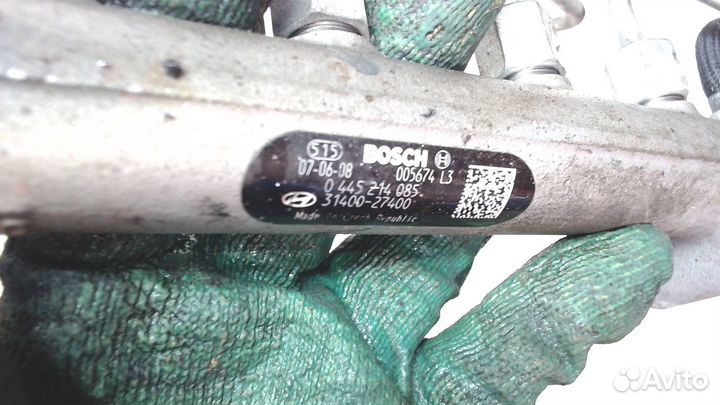 515 BOSCH
07-06-08 005674 L3
0 445 214 085
31400-27400
Made in Czech Republic
Avito